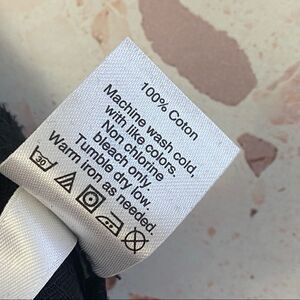 100% Coton
Machine wash cold,
with like colors.
Non chlorine
bleach only.
Tumble dry low.
Warm iron as needed.
30